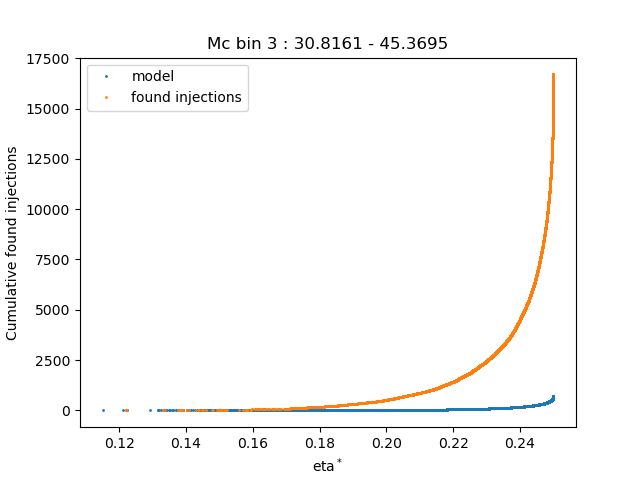 Mc bin 3 : 30.8161 - 45.3695
model
found injections
Cumulative found injections
17500
15000
12500
10000
7500
5000
2500
0
0.12 0.14 0.16 0.18 0.20 0.22 0.24
eta*